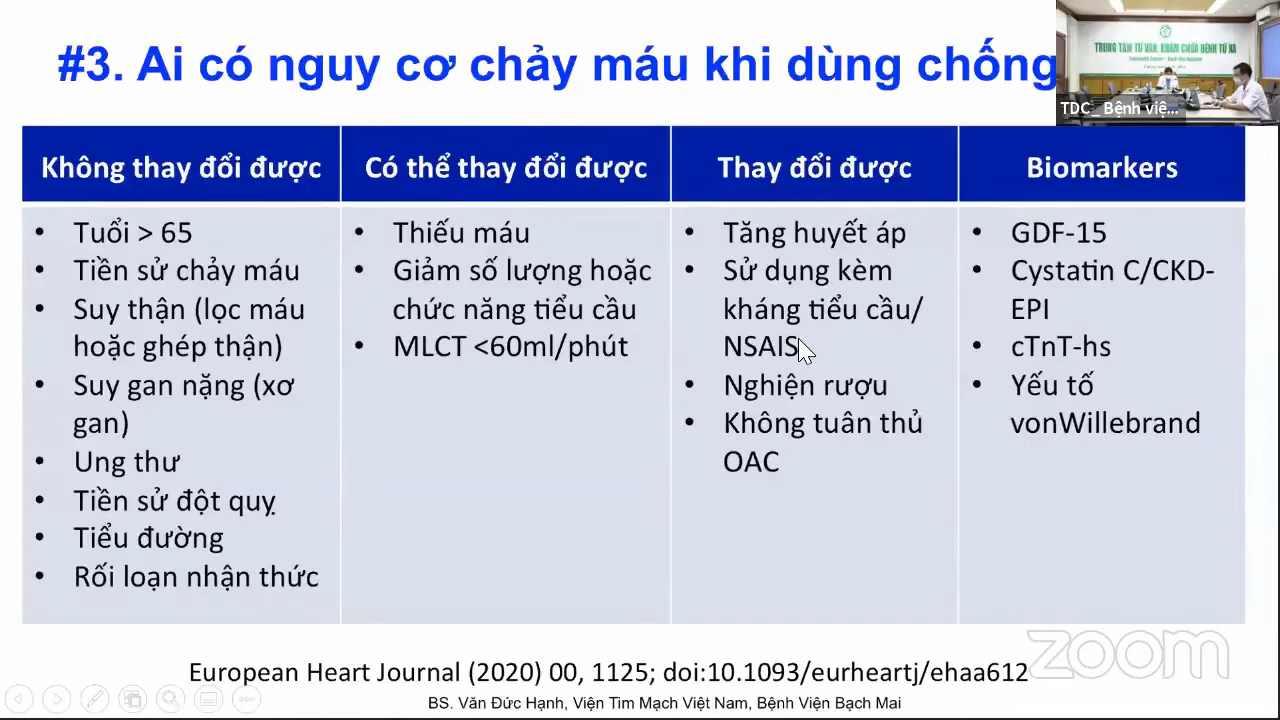 #3. Ai có nguy cơ chảy máu khi dùng chống
TRUNG TÂM TƯ VẤN, KHÁM CHỮA BỆNH TỪ XA
TDC_ Bệnh việ...
Không thay đổi được
• Tuổi > 65
• Tiền sử chảy máu
• Suy thận (lọc máu
hoặc ghép thận)
• Suy gan nặng (xơ
gan)
• Ung thư
• Tiền sử đột quỵ
• Tiểu đường
• Rối loạn nhận thức
Có thể thay đổi được
• Thiếu máu
• Giảm số lượng hoặc
chức năng tiểu cầu
• MLCT <60ml/phút
Thay đổi được
• Tăng huyết áp
• Sử dụng kèm
kháng tiểu cầu/
NSAIS
• Nghiện rượu
• Không tuân thủ
OAC
Biomarkers
• GDF-15
• Cystatin C/CKD-
EPI
• cTnT-hs
• Yếu tố
vonWillebrand
zoom
European Heart Journal (2020) 00, 1125; doi:10.1093/eurheartj/ehaa612
BS. Văn Đức Hạnh, Viện Tim Mạch Việt Nam, Bệnh Viện Bạch Mai